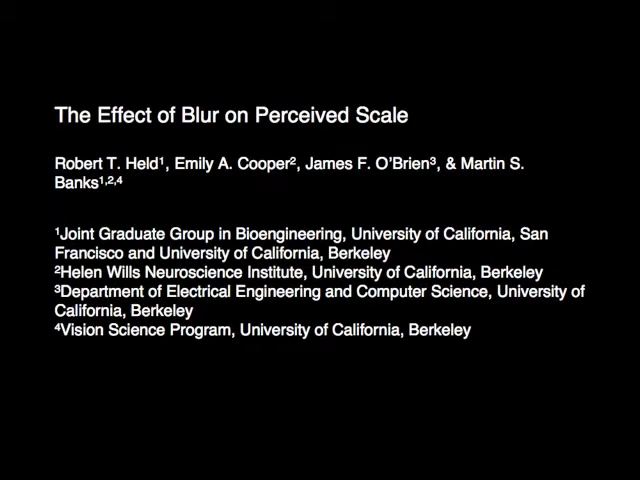 The Effect of Blur on Perceived Scale
Robert T. Held¹, Emily A. Cooper², James F. O'Brien³, & Martin S.
Banks¹,²,⁴
¹Joint Graduate Group in Bioengineering, University of California, San
Francisco and University of California, Berkeley
²Helen Wills Neuroscience Institute, University of California, Berkeley
³Department of Electrical Engineering and Computer Science, University of
California, Berkeley
⁴Vision Science Program, University of California, Berkeley